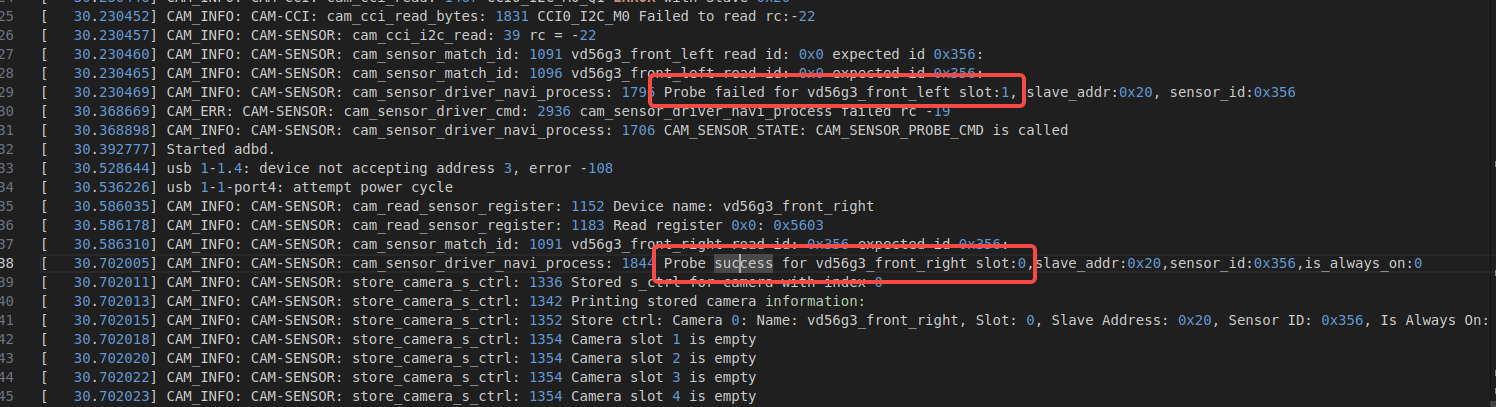 25 [   30.230452] CAM_INFO: CAM-CCI: cam_cci_read_bytes: 1831 CCI0_I2C_M0 Failed to read rc:-22
26 [   30.230457] CAM_INFO: CAM-SENSOR: cam_cci_i2c_read: 39 rc = -22
27 [   30.230460] CAM_INFO: CAM-SENSOR: cam_sensor_match_id: 1091 vd56g3_front_left read id: 0x0 expected id 0x356:
28 [   30.230465] CAM_INFO: CAM-SENSOR: cam_sensor_match_id: 1096 vd56g3_front_left read id: 0x0 expected id 0x356:
29 [   30.230469] CAM_INFO: CAM-SENSOR: cam_sensor_driver_navi_process: 1795 Probe failed for vd56g3_front_left slot:1, slave_addr:0x20, sensor_id:0x356
30 [   30.368669] CAM_ERR: CAM-SENSOR: cam_sensor_driver_cmd: 2936 cam_sensor_driver_navi_process failed rc -19
31 [   30.368898] CAM_INFO: CAM-SENSOR: cam_sensor_driver_navi_process: 1706 CAM_SENSOR_STATE: CAM_SENSOR_PROBE_CMD is called
32 [   30.392777] Started adbd.
33 [   30.528644] usb 1-1.4: device not accepting address 3, error -108
34 [   30.536226] usb 1-1-port4: attempt power cycle
35 [   30.586035] CAM_INFO: CAM-SENSOR: cam_read_sensor_register: 1152 Device name: vd56g3_front_right
36 [   30.586178] CAM_INFO: CAM-SENSOR: cam_read_sensor_register: 1183 Read register 0x0: 0x5603
37 [   30.586310] CAM_INFO: CAM-SENSOR: cam_sensor_match_id: 1091 vd56g3_front_right read id: 0x356 expected id 0x356:
38 [   30.702005] CAM_INFO: CAM-SENSOR: cam_sensor_driver_navi_process: 1844 Probe success for vd56g3_front_right slot:0,slave_addr:0x20,sensor_id:0x356,is_always_on:0
39 [   30.702011] CAM_INFO: CAM-SENSOR: store_camera_s_ctrl: 1336 Stored s_ctrl for camera with index 0
40 [   30.702013] CAM_INFO: CAM-SENSOR: store_camera_s_ctrl: 1342 Printing stored camera information:
41 [   30.702015] CAM_INFO: CAM-SENSOR: store_camera_s_ctrl: 1352 Store ctrl: Camera 0: Name: vd56g3_front_right, Slot: 0, Slave Address: 0x20, Sensor ID: 0x356, Is Always On:
42 [   30.702018] CAM_INFO: CAM-SENSOR: store_camera_s_ctrl: 1354 Camera slot 1 is empty
43 [   30.702020] CAM_INFO: CAM-SENSOR: store_camera_s_ctrl: 1354 Camera slot 2 is empty
44 [   30.702022] CAM_INFO: CAM-SENSOR: store_camera_s_ctrl: 1354 Camera slot 3 is empty
45 [   30.702023] CAM_INFO: CAM-SENSOR: store_camera_s_ctrl: 1354 Camera slot 4 is empty